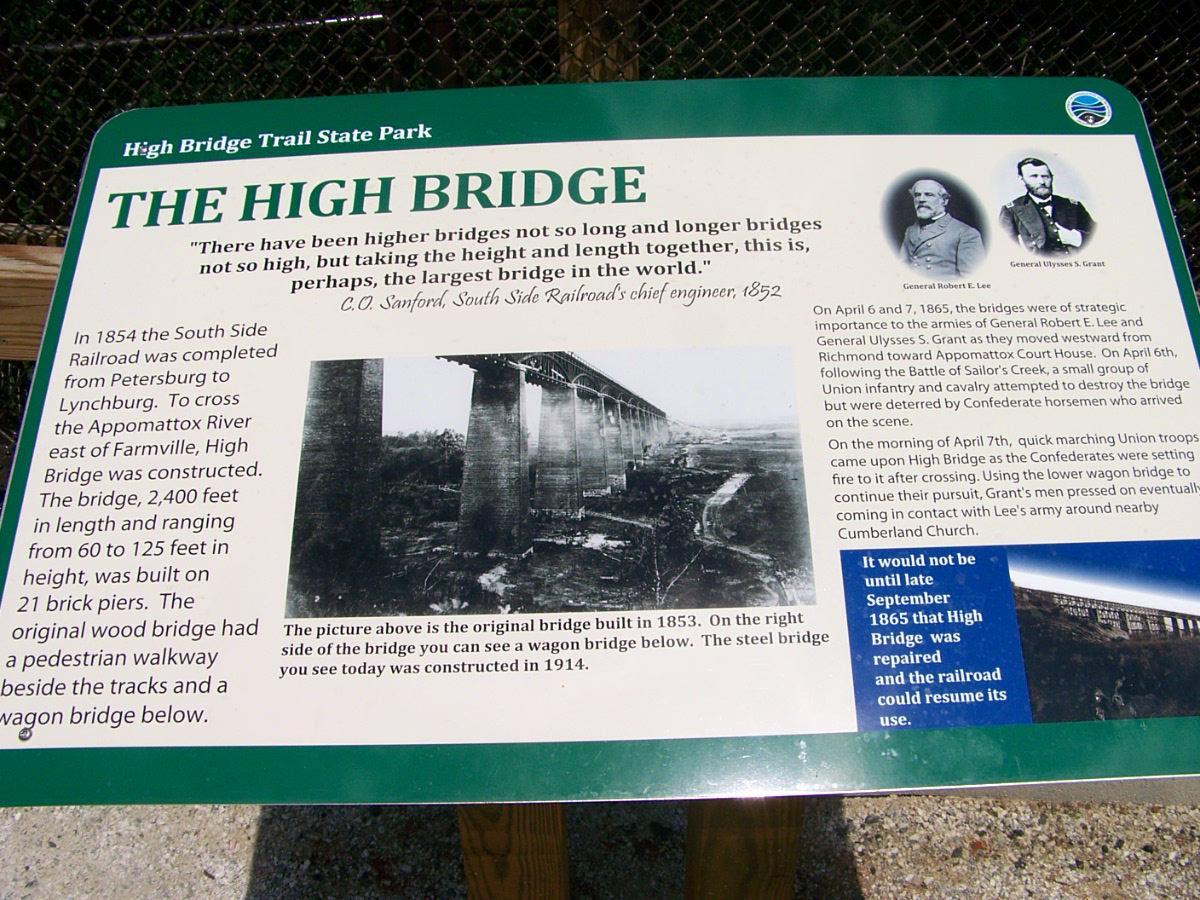 High Bridge Trail State Park
THE HIGH BRIDGE
"There have been higher bridges not so long and longer bridges
not so high, but taking the height and length together, this is,
perhaps, the largest bridge in the world."
C.O. Sanford, South Side Railroad's chief engineer, 1852
In 1854 the South Side
Railroad was completed
from Petersburg to
Lynchburg. To cross
the Appomattox River
east of Farmville, High
Bridge was constructed.
The bridge, 2,400 feet
in length and ranging
from 60 to 125 feet in
height, was built on
21 brick piers. The
original wood bridge had
a pedestrian walkway
beside the tracks and a
wagon bridge below.
The picture above is the original bridge built in 1853. On the right
side of the bridge you can see a wagon bridge below. The steel bridge
you see today was constructed in 1914.
General Robert E. Lee
General Ulysses S. Grant
On April 6 and 7, 1865, the bridges were of strategic
importance to the armies of General Robert E. Lee and
General Ulysses S. Grant as they moved westward from
Richmond toward Appomattox Court House. On April 6th,
following the Battle of Sailor's Creek, a small group of
Union infantry and cavalry attempted to destroy the bridge
but were deterred by Confederate horsemen who arrived
on the scene.
On the morning of April 7th, quick marching Union troops
came upon High Bridge as the Confederates were setting
fire to it after crossing. Using the lower wagon bridge to
continue their pursuit, Grant's men pressed on eventually
coming in contact with Lee's army around nearby
Cumberland Church.
It would not be
until late
September
1865 that High
Bridge was
repaired
and the railroad
could resume its
use.